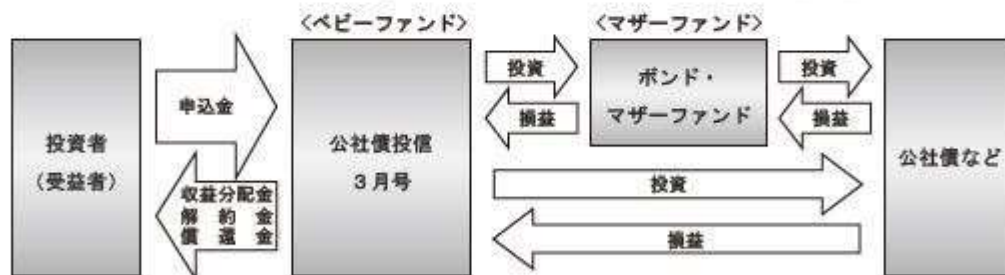 <ベビーファンド>
<マザーファンド>
投資者
(受益者)
申込金
収益分配金
解約金
償還金
公社債投信
3月号
投資
損益
ボンド・
マザーファンド
投資
損益
投資
損益
公社債など